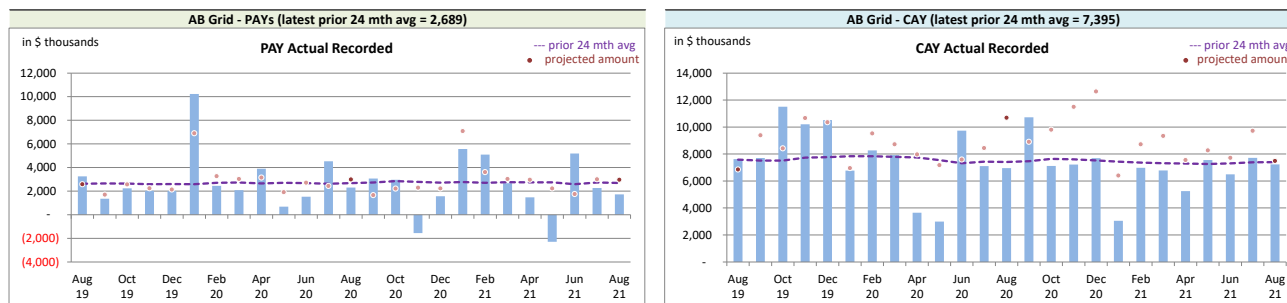 AB Grid - PAYs (latest prior 24 mth avg = 2,689)
in $ thousands
PAY Actual Recorded
--- prior 24 mth avg
projected amount
12,000
10,000
8,000
6,000
4,000
2,000
-
(2,000)
(4,000)
Aug Oct Dec Feb Apr Jun Aug Oct Dec Feb Apr Jun Aug
19 19 19 20 20 20 20 20 20 21 21 21 21
AB Grid - CAY (latest prior 24 mth avg = 7,395)
in $ thousands
CAY Actual Recorded
--- prior 24 mth avg
projected amount
14,000
12,000
10,000
8,000
6,000
4,000
2,000
-
Aug Oct Dec Feb Apr Jun Aug Oct Dec Feb Apr Jun Aug
19 19 19 20 20 20 20 20 20 21 21 21 21